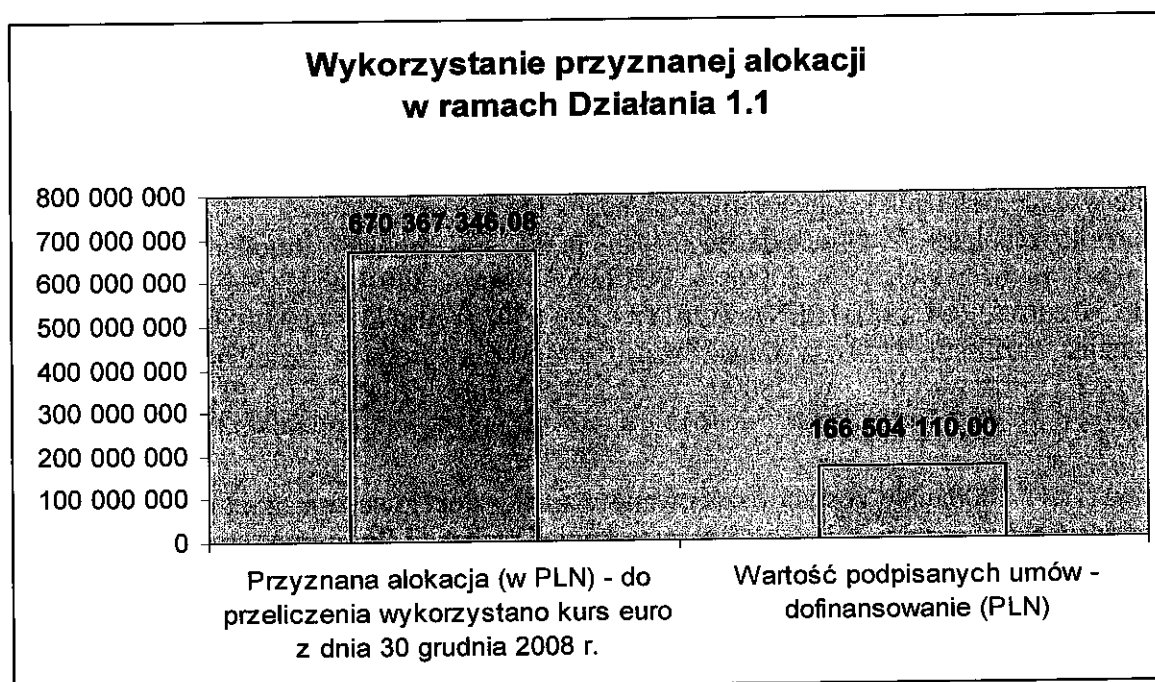 Wykorzystanie przyznanej alokacji
w ramach Działania 1.1
800 000 000
700 000 000
600 000 000
500 000 000
400 000 000
300 000 000
200 000 000
100 000 000
0
670 367 346,08
166 504 110,00
Przyznana alokacja (w PLN) - do
przeliczenia wykorzystano kurs euro
z dnia 30 grudnia 2008 r.
Wartość podpisanych umów -
dofinansowanie (PLN)